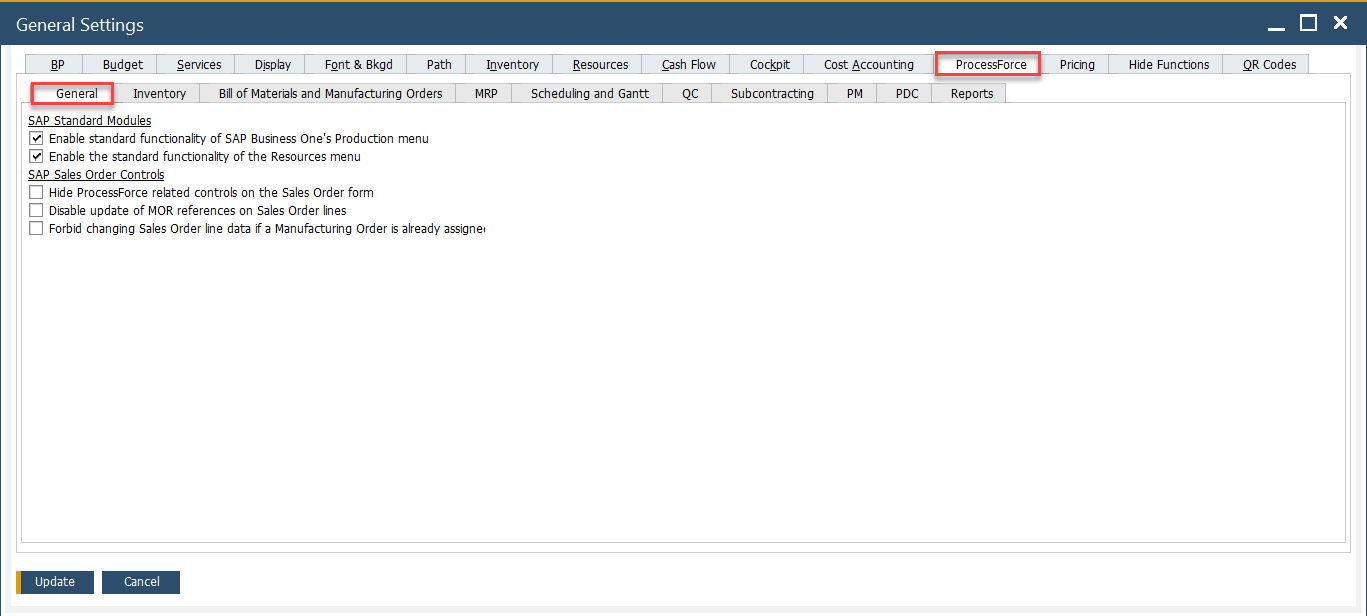 General Settings
BP Budget Services Display Font & Bkgd Path Inventory Resources Cash Flow Cockpit Cost Accounting ProcessForce Pricing Hide Functions QR Codes
General Inventory Bill of Materials and Manufacturing Orders MRP Scheduling and Gantt QC Subcontracting PM PDC Reports
SAP Standard Modules
Enable standard functionality of SAP Business One's Production menu
Enable the standard functionality of the Resources menu
SAP Sales Order Controls
Hide ProcessForce related controls on the Sales Order form
Disable update of MOR references on Sales Order lines
Forbid changing Sales Order line data if a Manufacturing Order is already assigne
Update Cancel